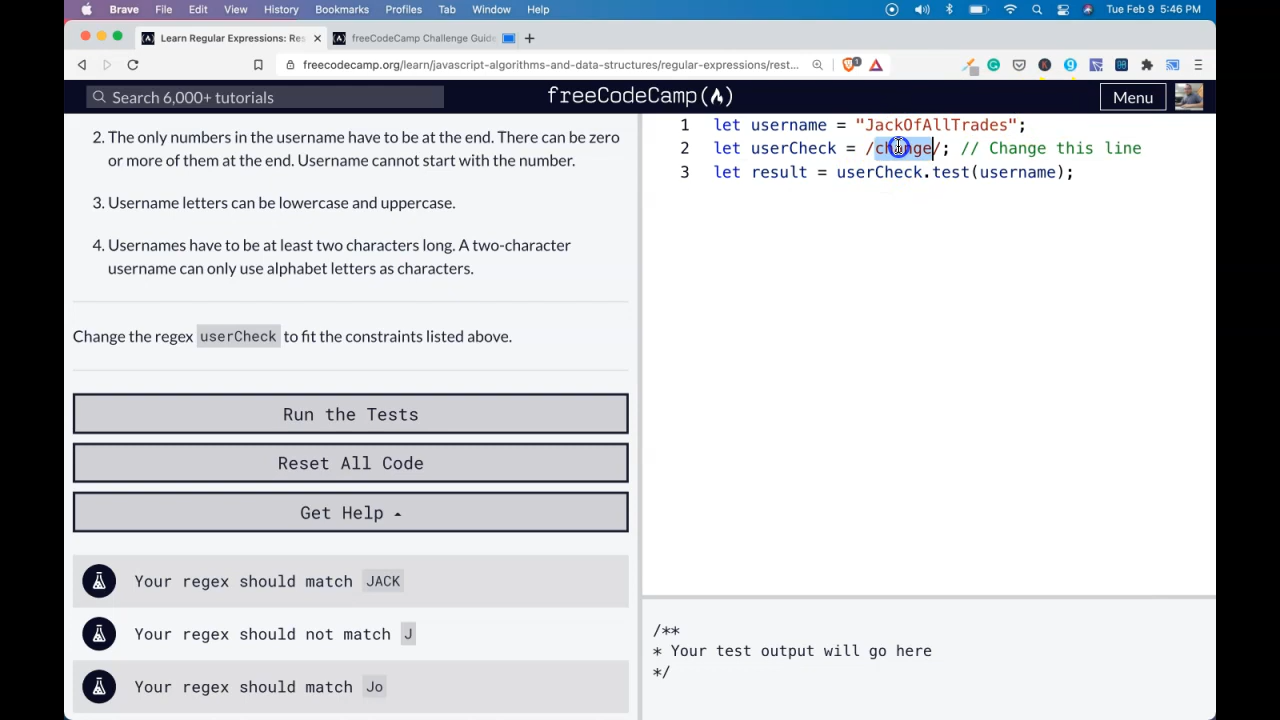 Brave File Edit View History Bookmarks Profiles Tab Window Help Tue Feb 9 5:46 PM
Learn Regular Expressions: Res freeCodeCamp Challenge Guide
freecodecamp.org/learn/javascript-algorithms-and-data-structures/regular-expressions/rest...
Search 6,000+ tutorials freeCodeCamp Menu
2. The only numbers in the username have to be at the end. There can be zero
or more of them at the end. Username cannot start with the number.
3. Username letters can be lowercase and uppercase.
4. Usernames have to be at least two characters long. A two-character
username can only use alphabet letters as characters.
Change the regex userCheck to fit the constraints listed above.
Run the Tests
Reset All Code
Get Help
Your regex should match JACK
Your regex should not match J
Your regex should match Jo
1 let username = "JackOfAllTrades";
2 let userCheck = /change/; // Change this line
3 let result = userCheck.test(username);
/**
* Your test output will go here
*/